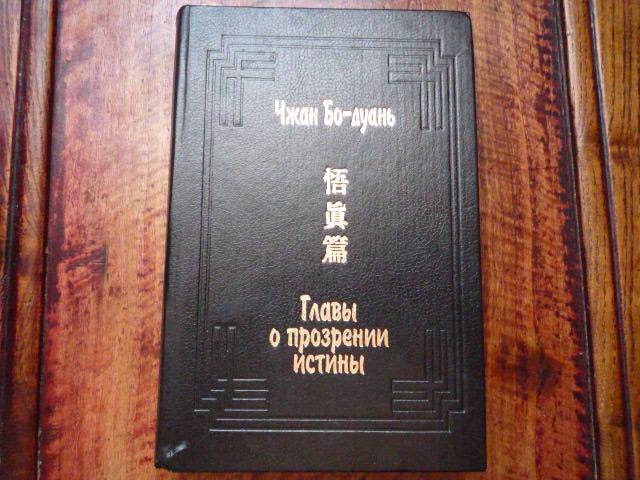 Чжан Бо-дуань
悟
眞
篇
Главы
о прозрении
истины